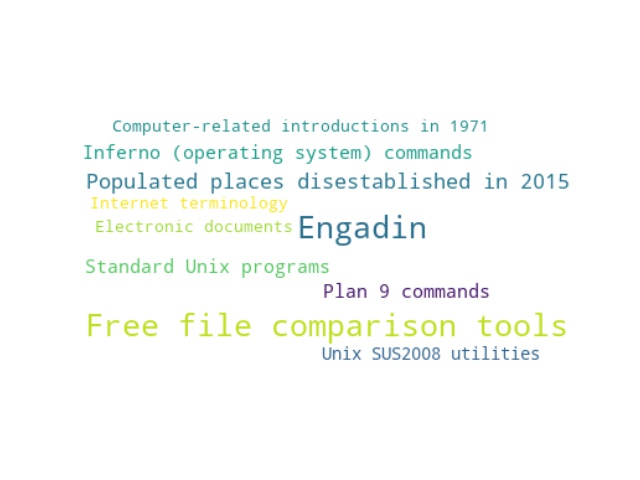 Computer-related introductions in 1971
Inferno (operating system) commands
Populated places disestablished in 2015
Internet terminology
Electronic documents
Engadin
Standard Unix programs
Plan 9 commands
Free file comparison tools
Unix SUS2008 utilities